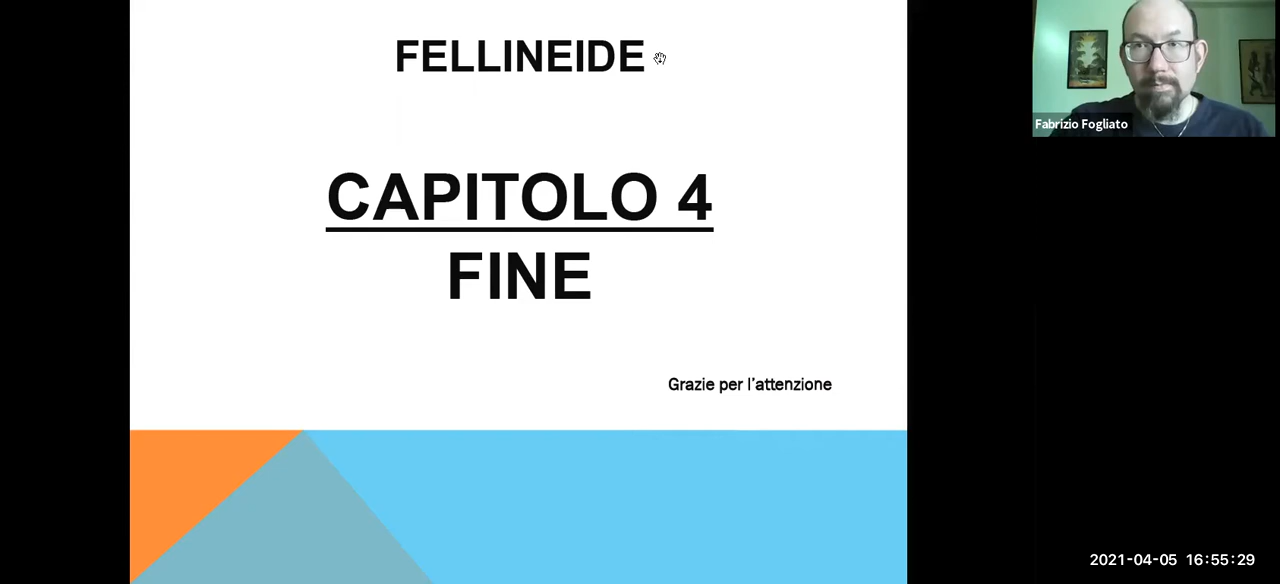 FELLINEIDE
CAPITOLO 4
FINE
Grazie per l'attenzione
Fabrizio Fogliato
2021-04-05 16:55:29